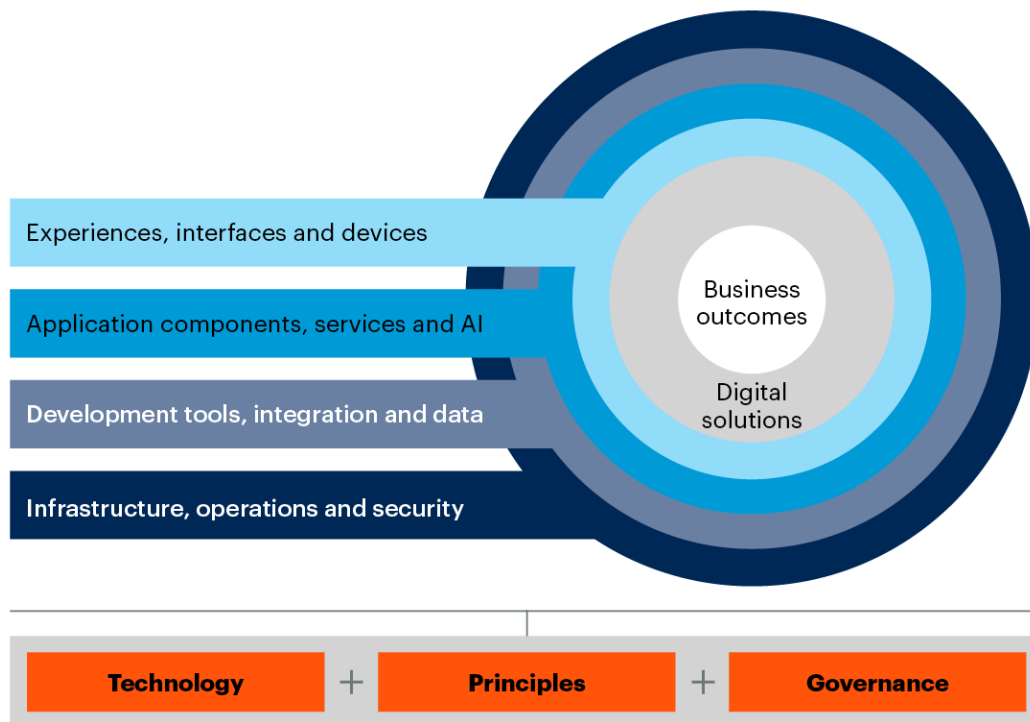 Experiences, interfaces and devices
Application components, services and AI
Development tools, integration and data
Infrastructure, operations and security
Business
outcomes
Digital
solutions
Technology + Principles + Governance